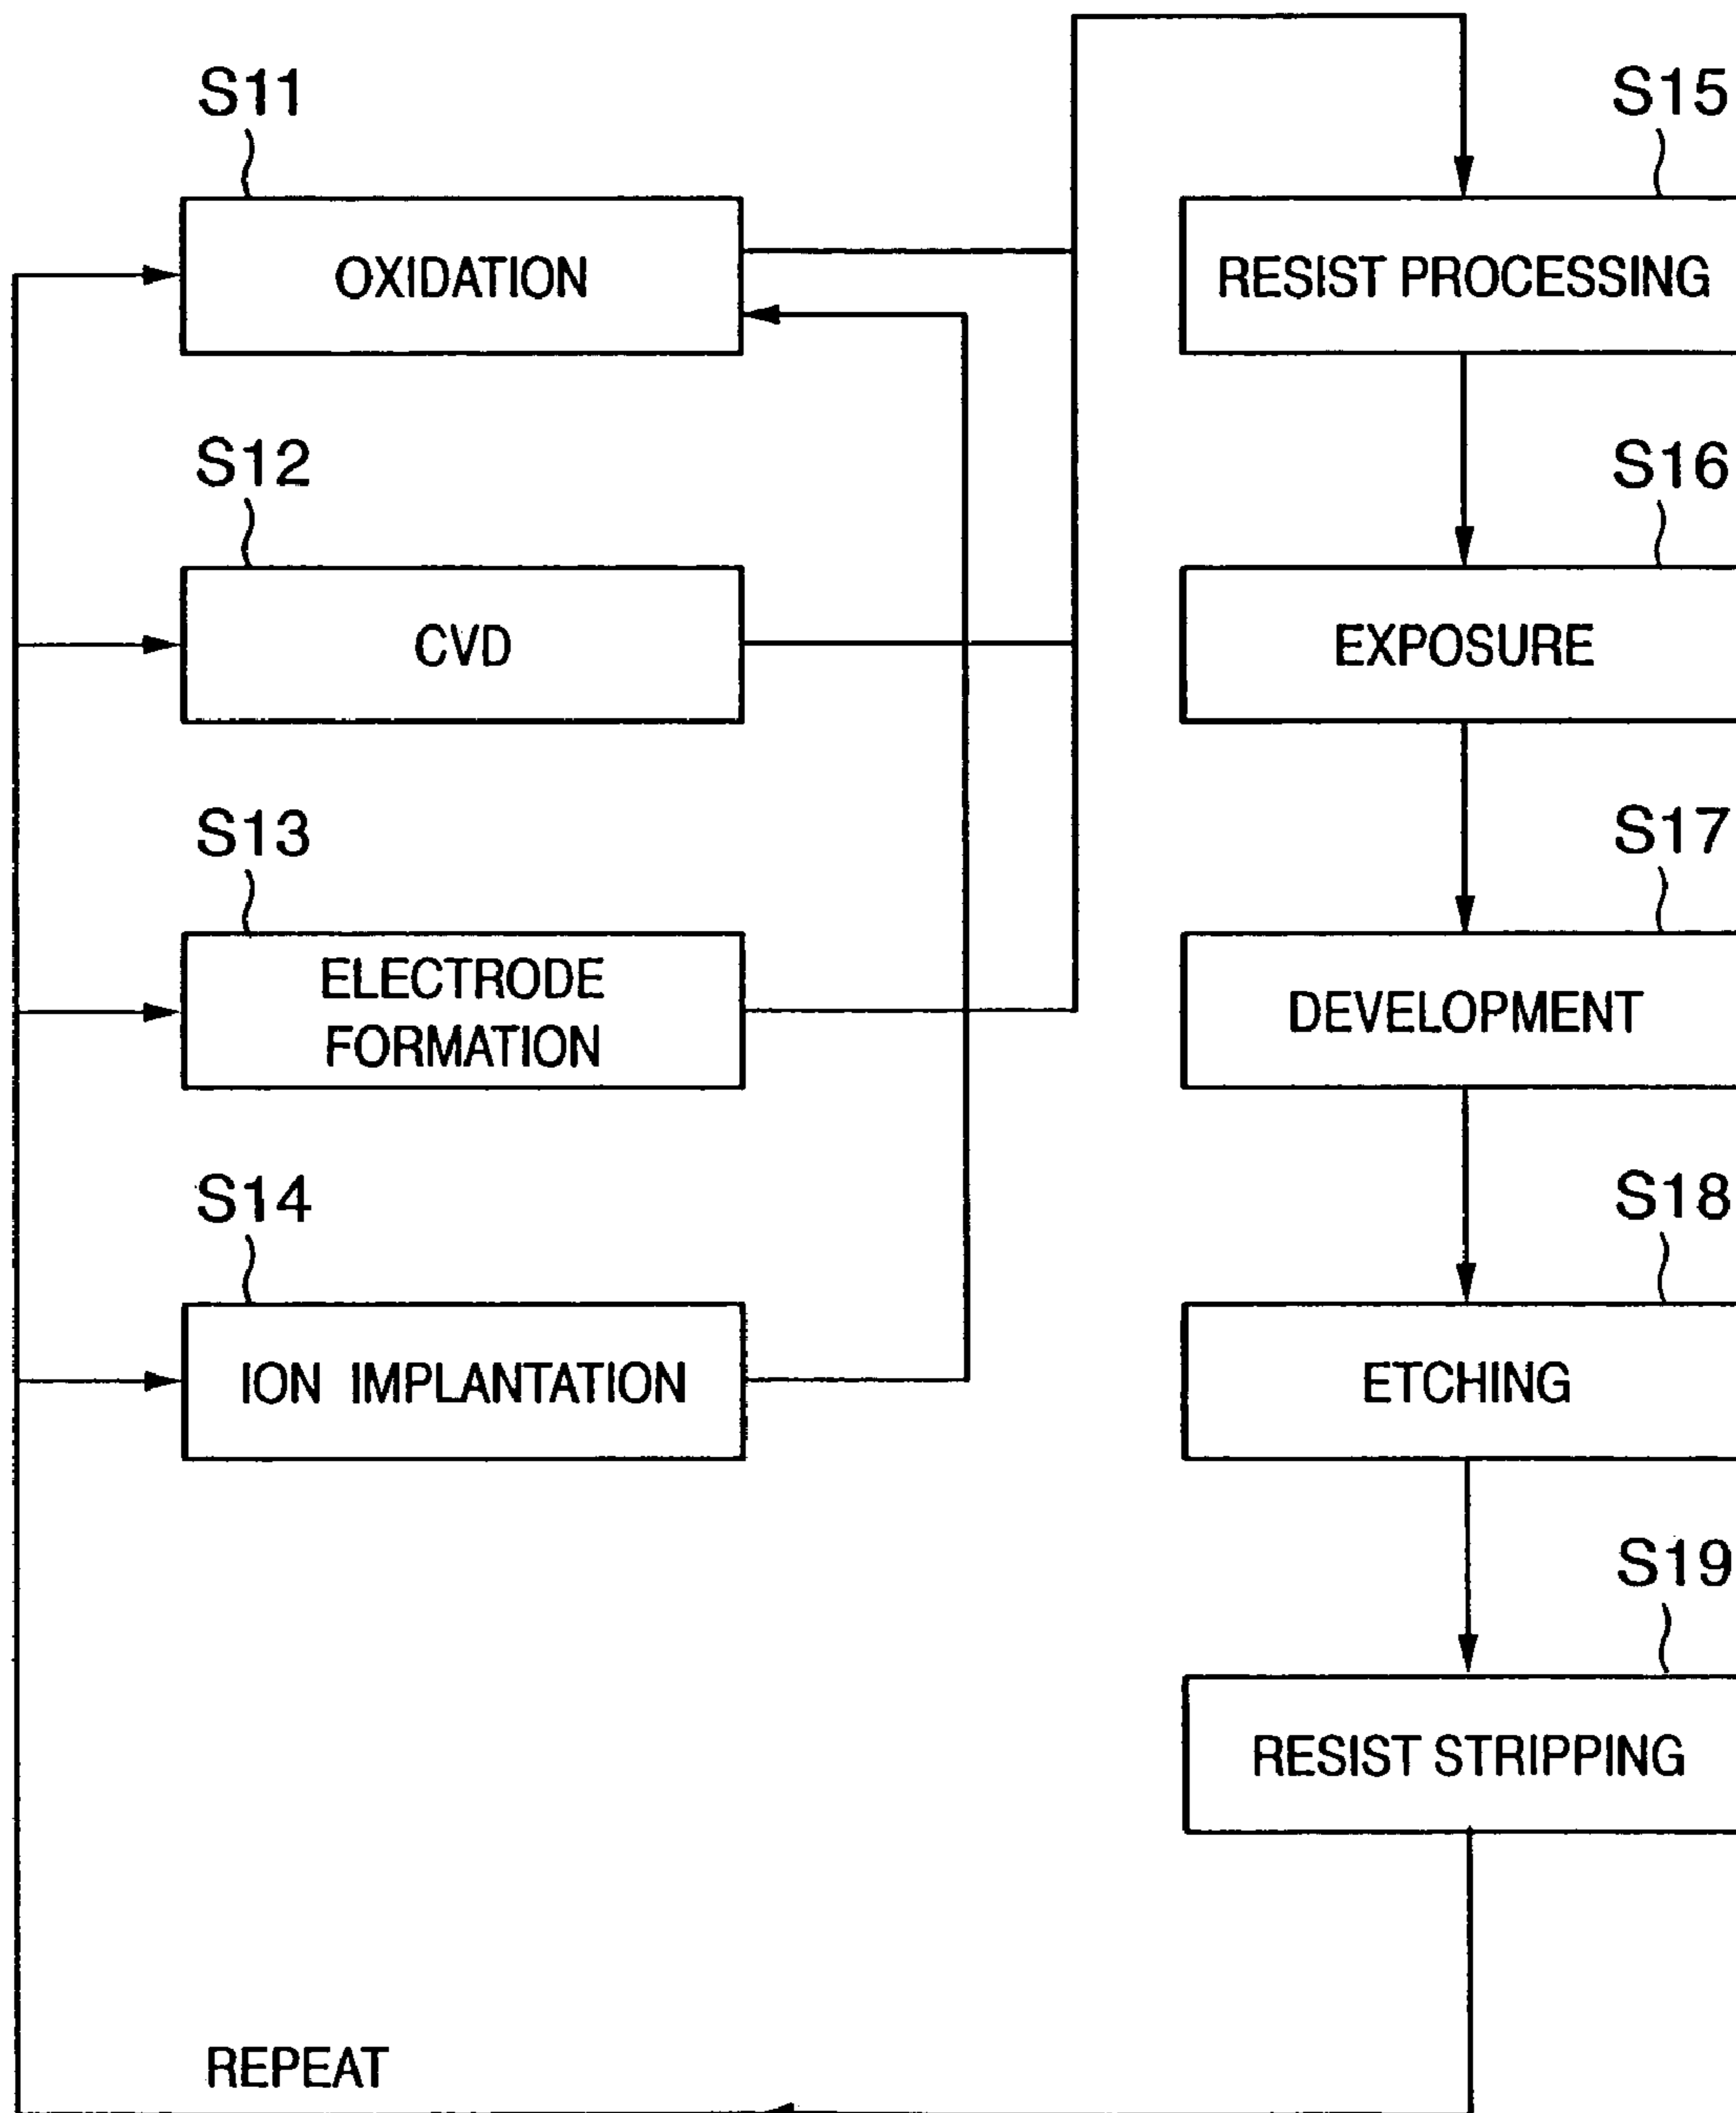 S11
OXIDATION
S12
CVD
S13
ELECTRODE
FORMATION
S14
ION IMPLANTATION
S15
RESIST PROCESSING
S16
EXPOSURE
S17
DEVELOPMENT
S18
ETCHING
S19
RESIST STRIPPING
REPEAT